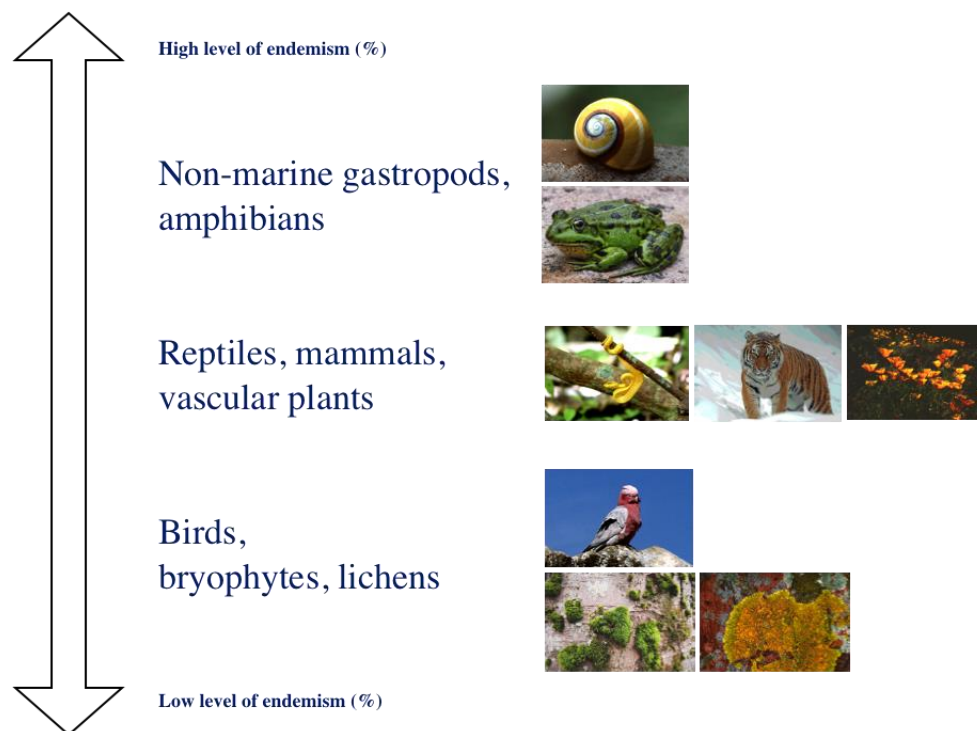 High level of endemism (%)
Non-marine gastropods,
amphibians
Reptiles, mammals,
vascular plants
Birds,
bryophytes, lichens
Low level of endemism (%)